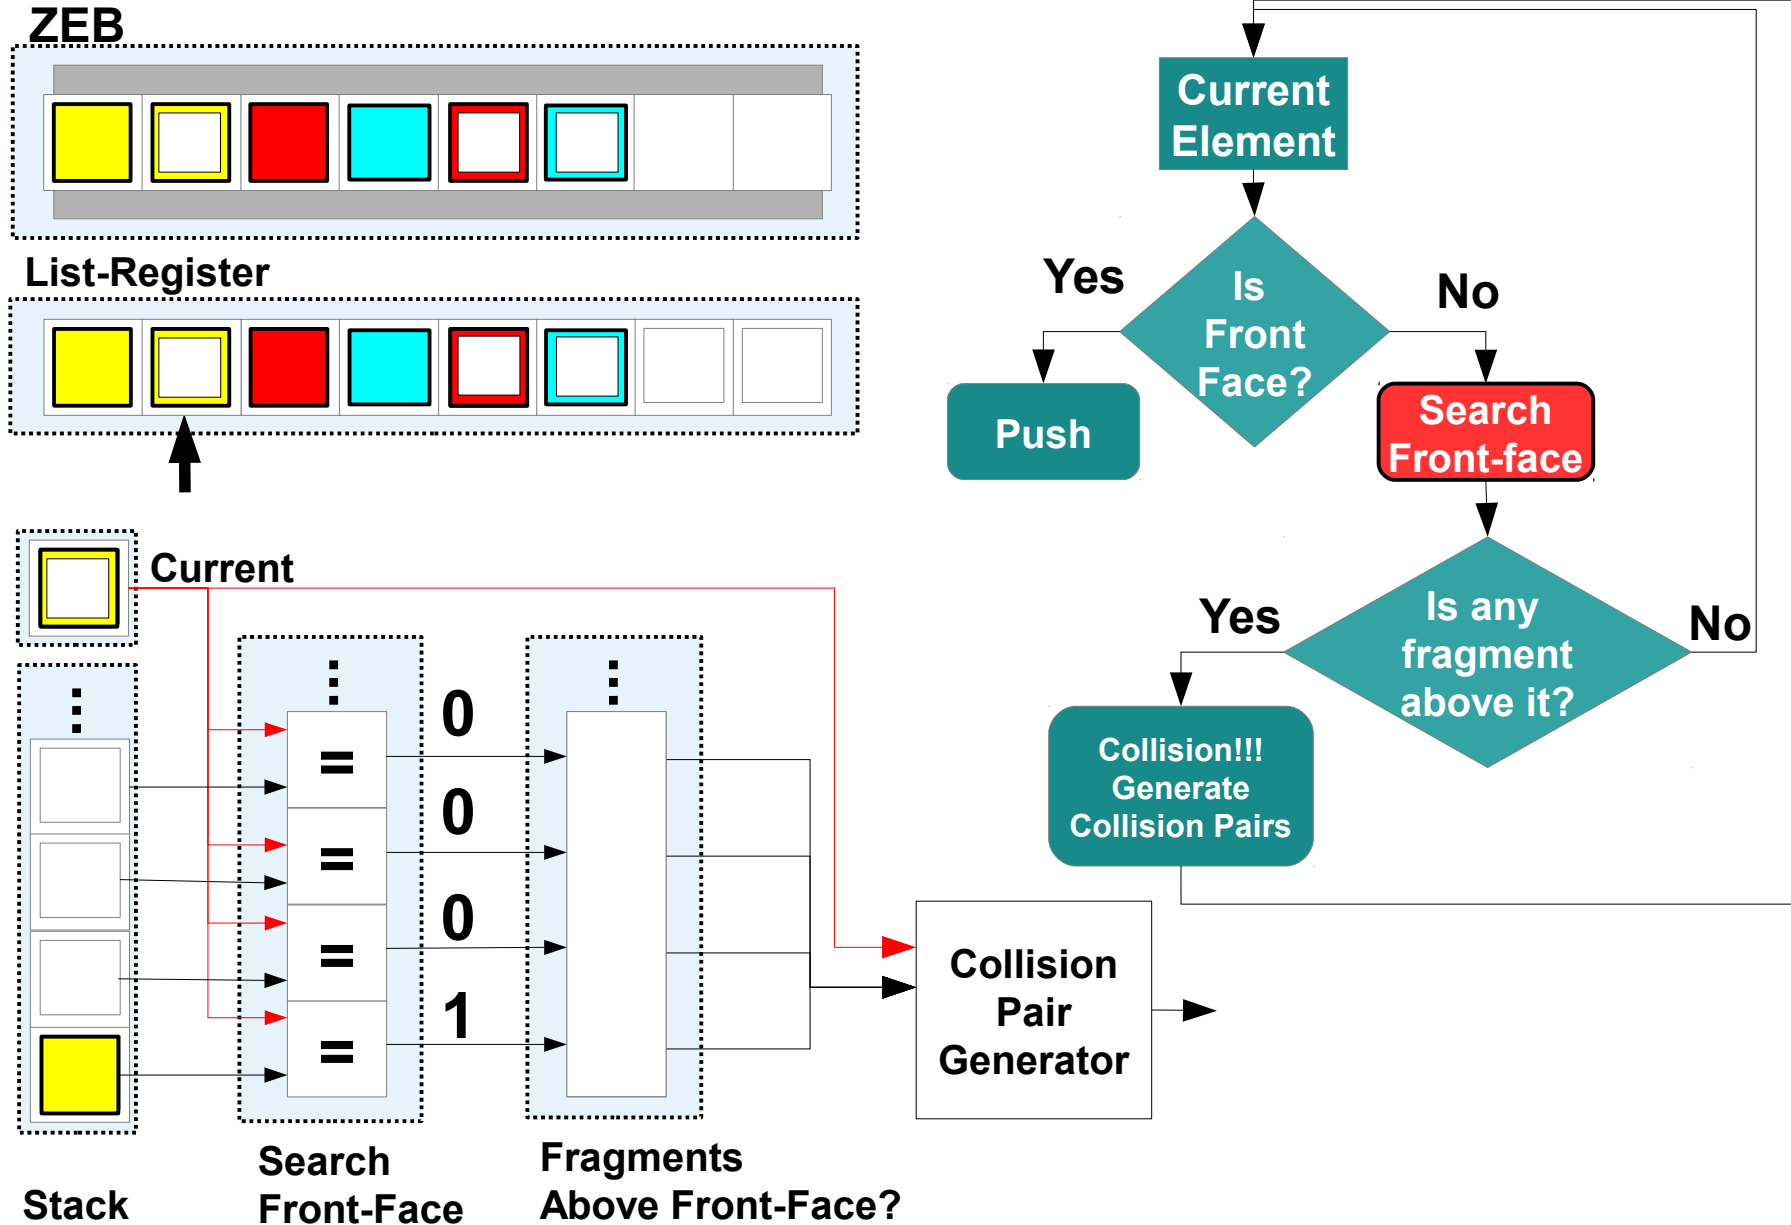 ZEB
List-Register
Current
0
0
0
1
=
=
=
=
Stack
Search
Front-Face
Fragments
Above Front-Face?
Collision
Pair
Generator
Current
Element
Is
Front
Face?
Yes
No
Push
Search
Front-face
Is any
fragment
above it?
Yes
No
Collision!!!
Generate
Collision Pairs